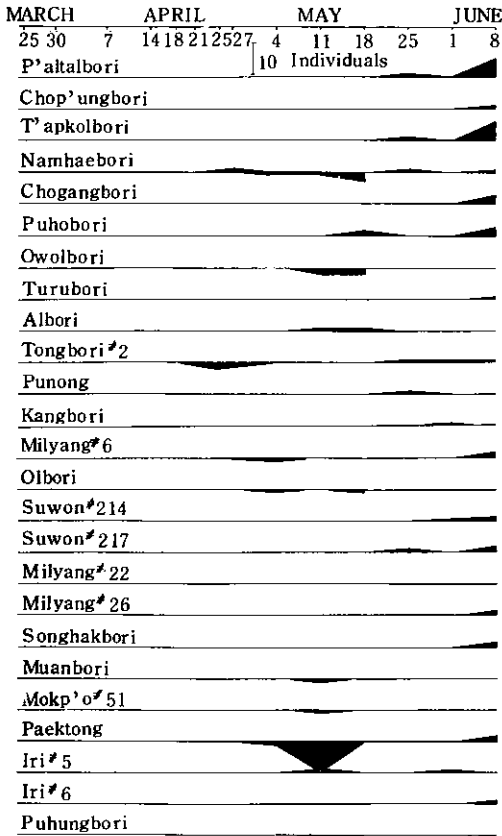 MARCH APRIL MAY JUNE
25 30 7 14 18 21 25 27 4 11 18 25 1 8
10 Individuals
P'altalbori
Chop'ungbori
T'apkolbori
Namhaebori
Chogangbori
Puhobori
Owolbori
Turubori
Albori
Tongbori #2
Punong
Kangbori
Milyang #6
Olbori
Suwon #214
Suwon #217
Milyang #22
Milyang #26
Songhakbori
Muanbori
Mokp'o #51
Paektong
Iri #5
Iri #6
Puhungbori